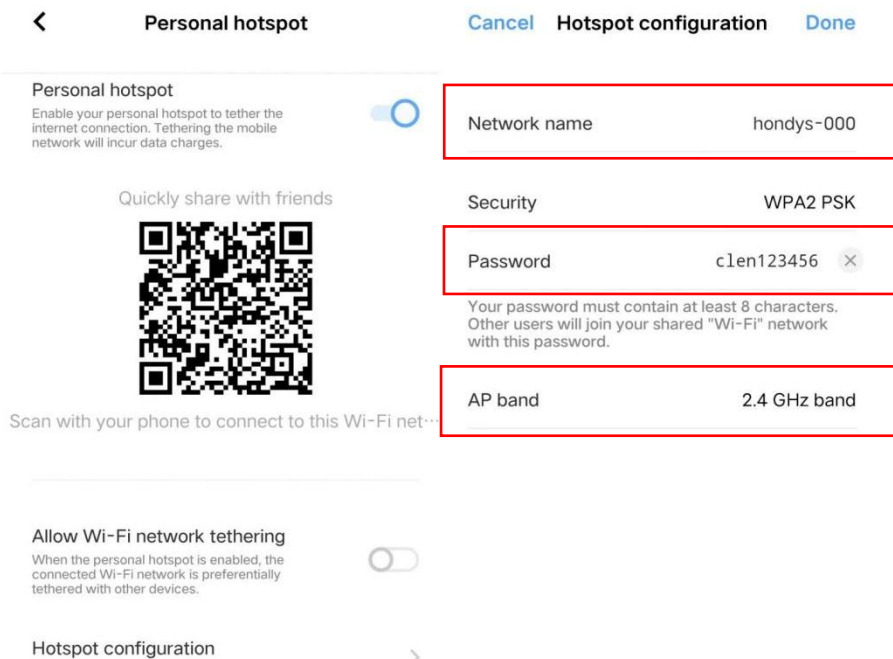 Personal hotspot
Personal hotspot
Enable your personal hotspot to tether the
internet connection. Tethering the mobile
network will incur data charges.
Quickly share with friends
Scan with your phone to connect to this Wi-Fi net···
Allow Wi-Fi network tethering
When the personal hotspot is enabled, the
connected Wi-Fi network is preferentially
tethered with other devices.
Hotspot configuration
Cancel Hotspot configuration Done
Network name hondys-000
Security WPA2 PSK
Password clen123456
Your password must contain at least 8 characters.
Other users will join your shared "Wi-Fi" network
with this password.
AP band 2.4 GHz band